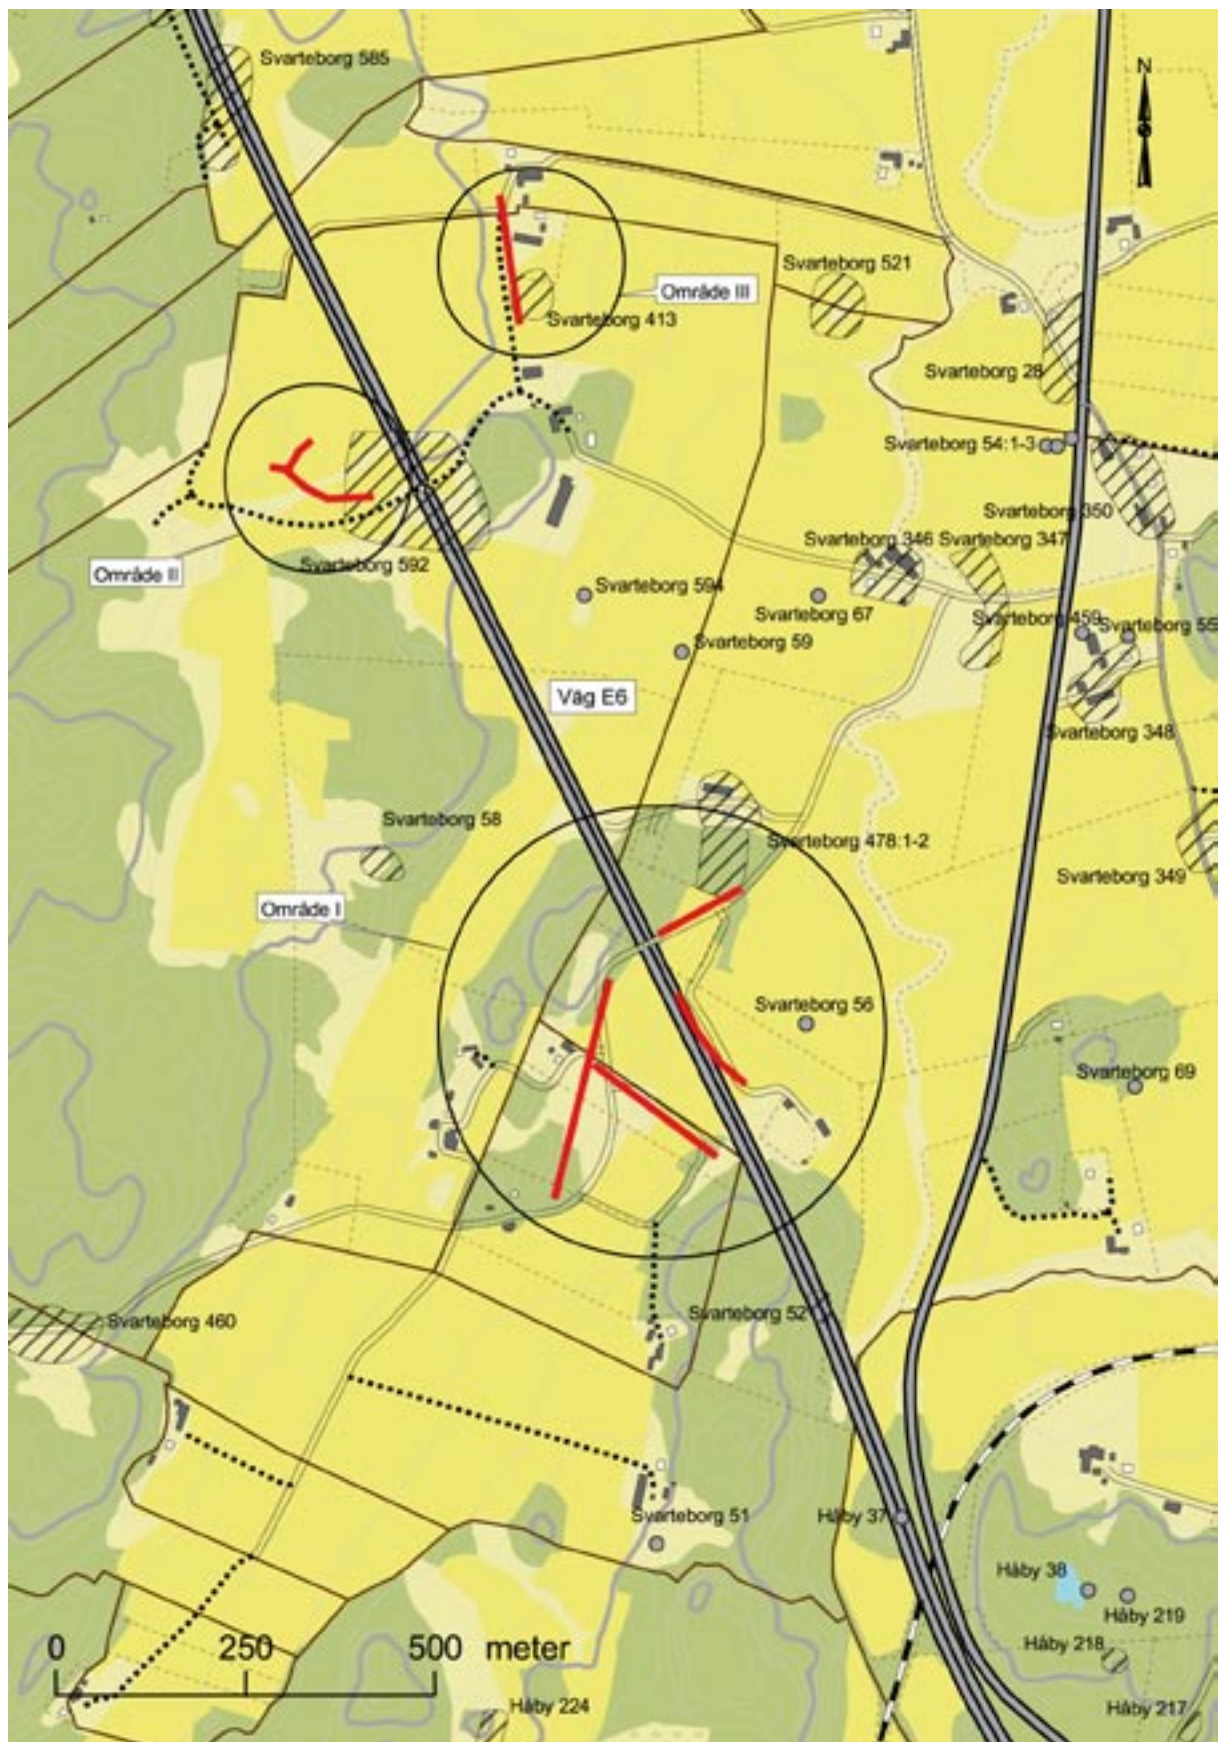 Svarteborg 585
N
Svarteborg 521
Område III
Svarteborg 413
Svarteborg 28
Svarteborg 54:1-3
Svarteborg 350
Svarteborg 346
Svarteborg 347
Svarteborg 592
Område II
Svarteborg 594
Svarteborg 67
Svarteborg 459
Svarteborg 55
Svarteborg 59
Väg E6
Svarteborg 348
Svarteborg 58
Svarteborg 478:1-2
Svarteborg 349
Område I
Svarteborg 56
Svarteborg 69
Svarteborg 52
Svarteborg 460
Svarteborg 51
Håby 37
Håby 38
Håby 219
Håby 218
0 250 500 meter
Håby 224
Håby 217